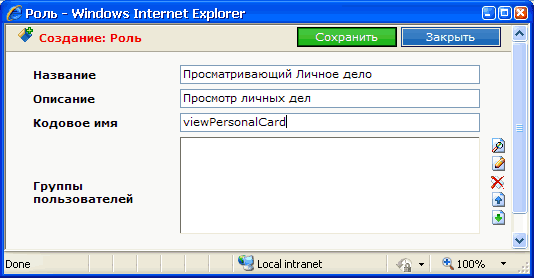 Роль - Windows Internet Explorer
Создание: Роль
Сохранить
Закрыть
Название
Просматривающий Личное дело
Описание
Просмотр личных дел
Кодовое имя
viewPersonalCard
Группы
пользователей
Done
Local intranet
100%